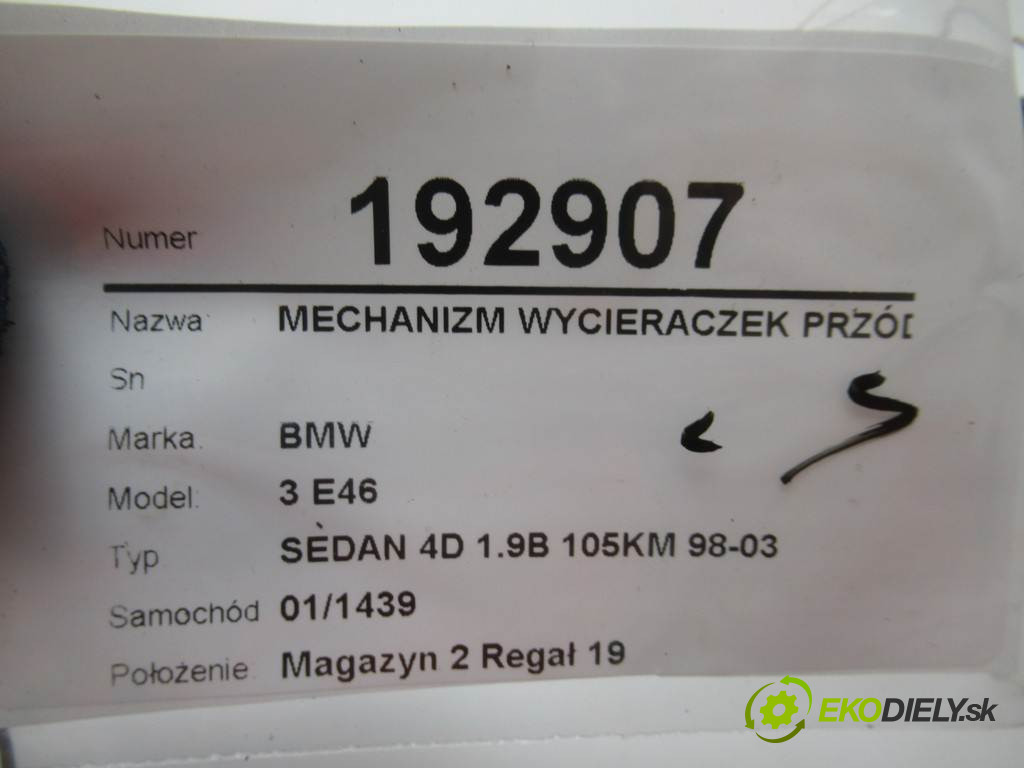 Numer 192907
Nazwa MECHANIZM WYCIERACZEK PRZÓD
Sn
Marka. BMW
Model: 3 E46
Typ SEDAN 4D 1.9B 105KM 98-03
Samochód 01/1439
Położenie Magazyn 2 Regał 19
EKODIELY.sk